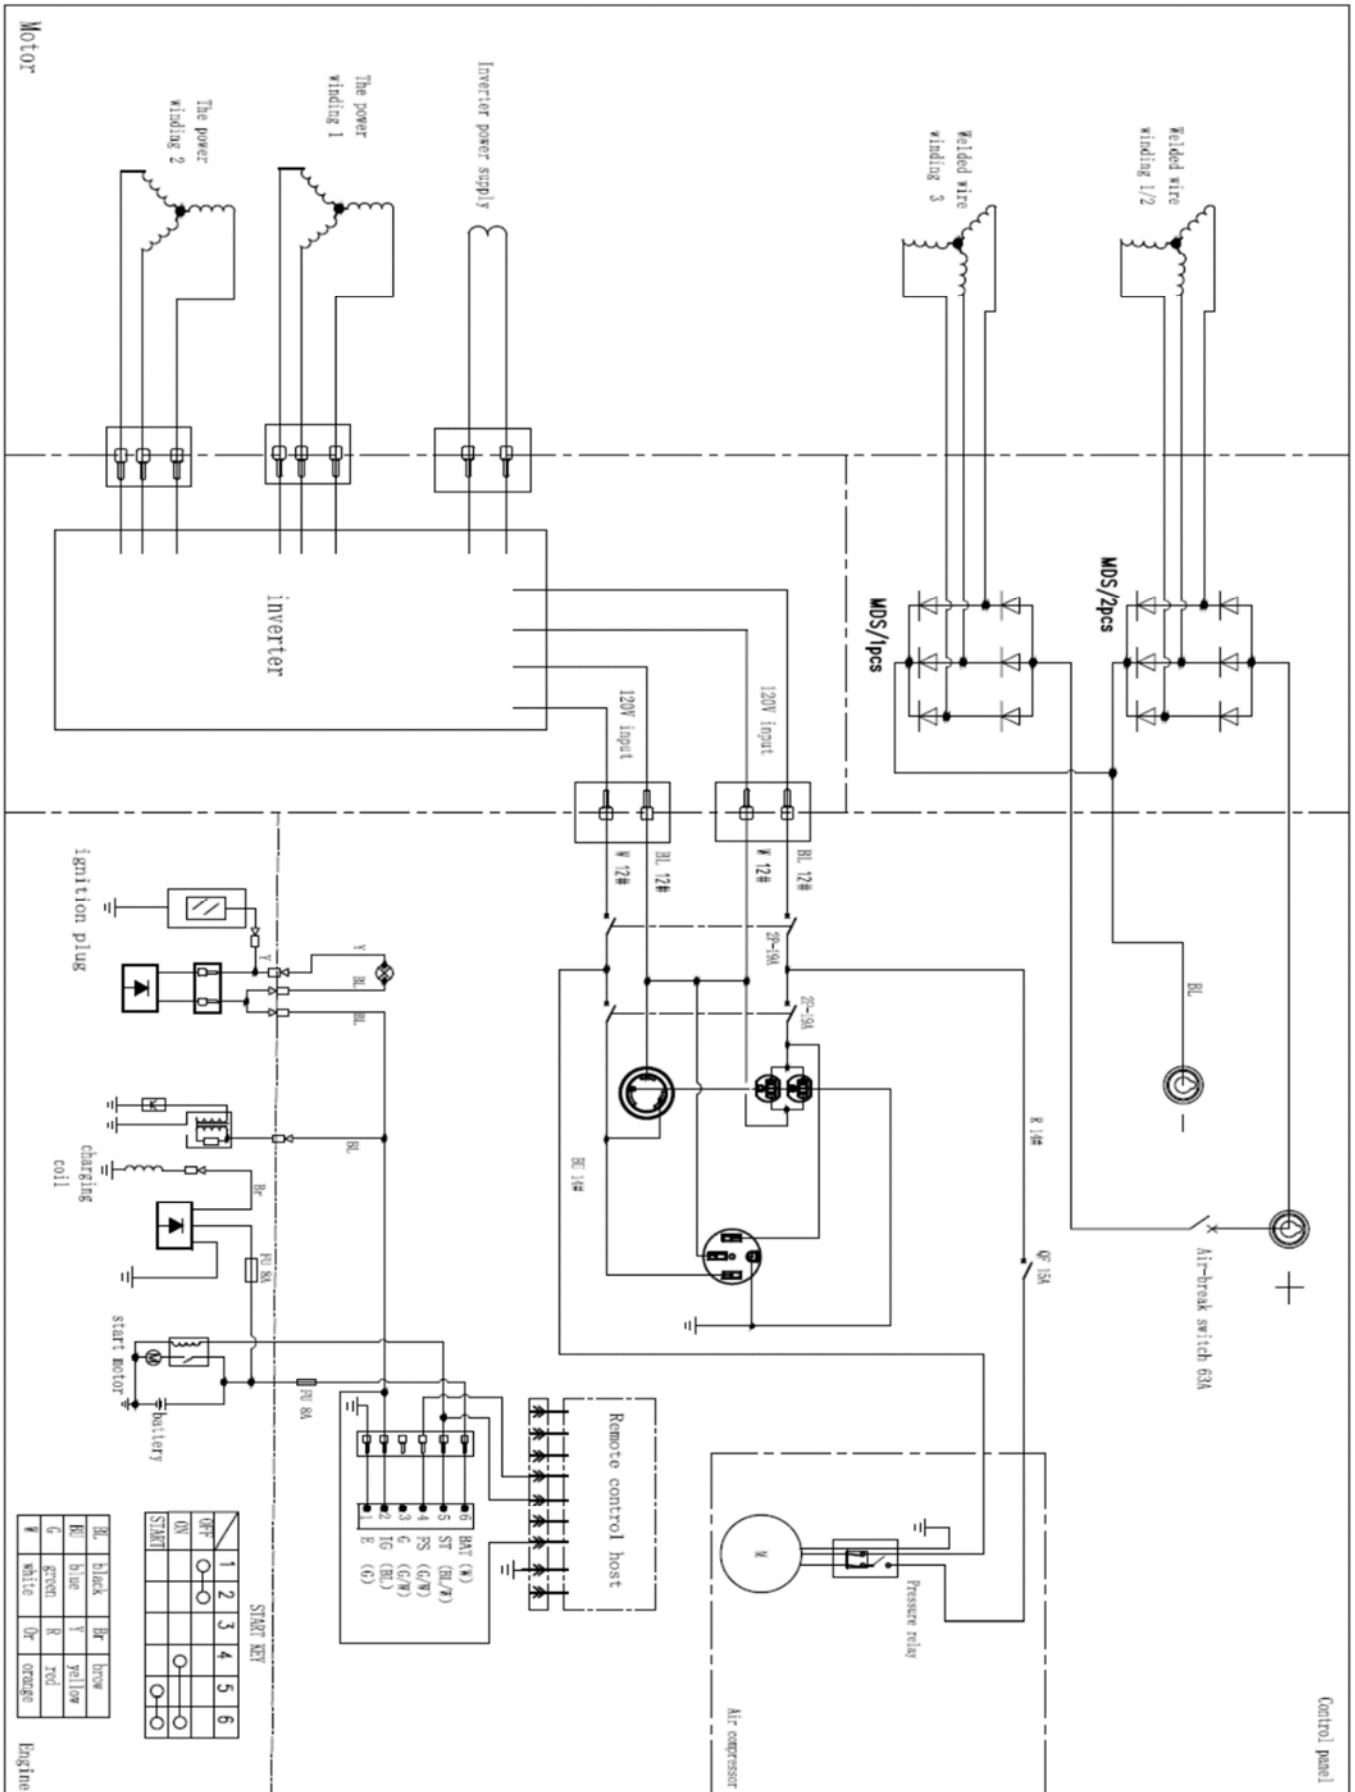 Motor
The power
winding 2
The power
winding 1
Inverter power supply
Welded wire
winding 3
Welded wire
winding 1/2
inverter
MDS/1pcs
MDS/2pcs
120V input
120V input
W 12#
BL 12#
W 12#
BL 12#
2P-19A
2P-19A
BL
−
+
Air-break switch 63A
R 14#
QF 15A
BU 14#
ignition plug
Y
Y
BL
BL
BL
charging
coil
Br
FU 8A
start motor
M
battery
FU 8A
Remote control host
1 E (G)
2 IG (BL)
3 G (G/W)
4 FS (G/W)
5 ST (BL/W)
6 BAT (W)
M
Pressure relay
Air compressor
START KEY
1 2 3 4 5 6
OFF
ON
START
BL black Br brow
BU blue Y yellow
G green R red
W white Or orange
Engine
Control panel